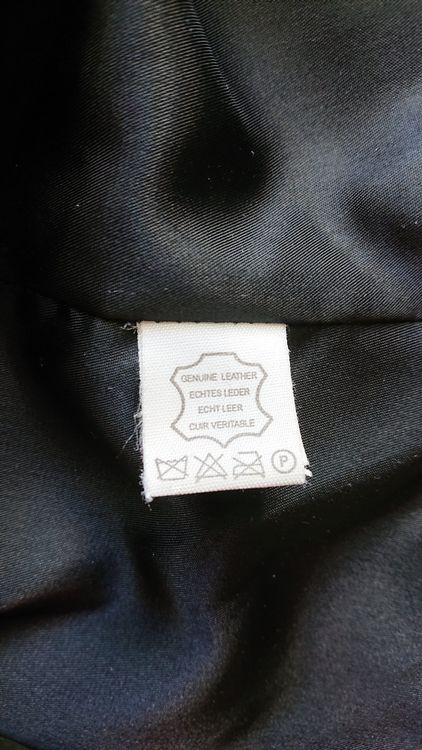 GENUINE LEATHER
ECHTES LEDER
ECHT LEER
CUIR VERITABLE
P